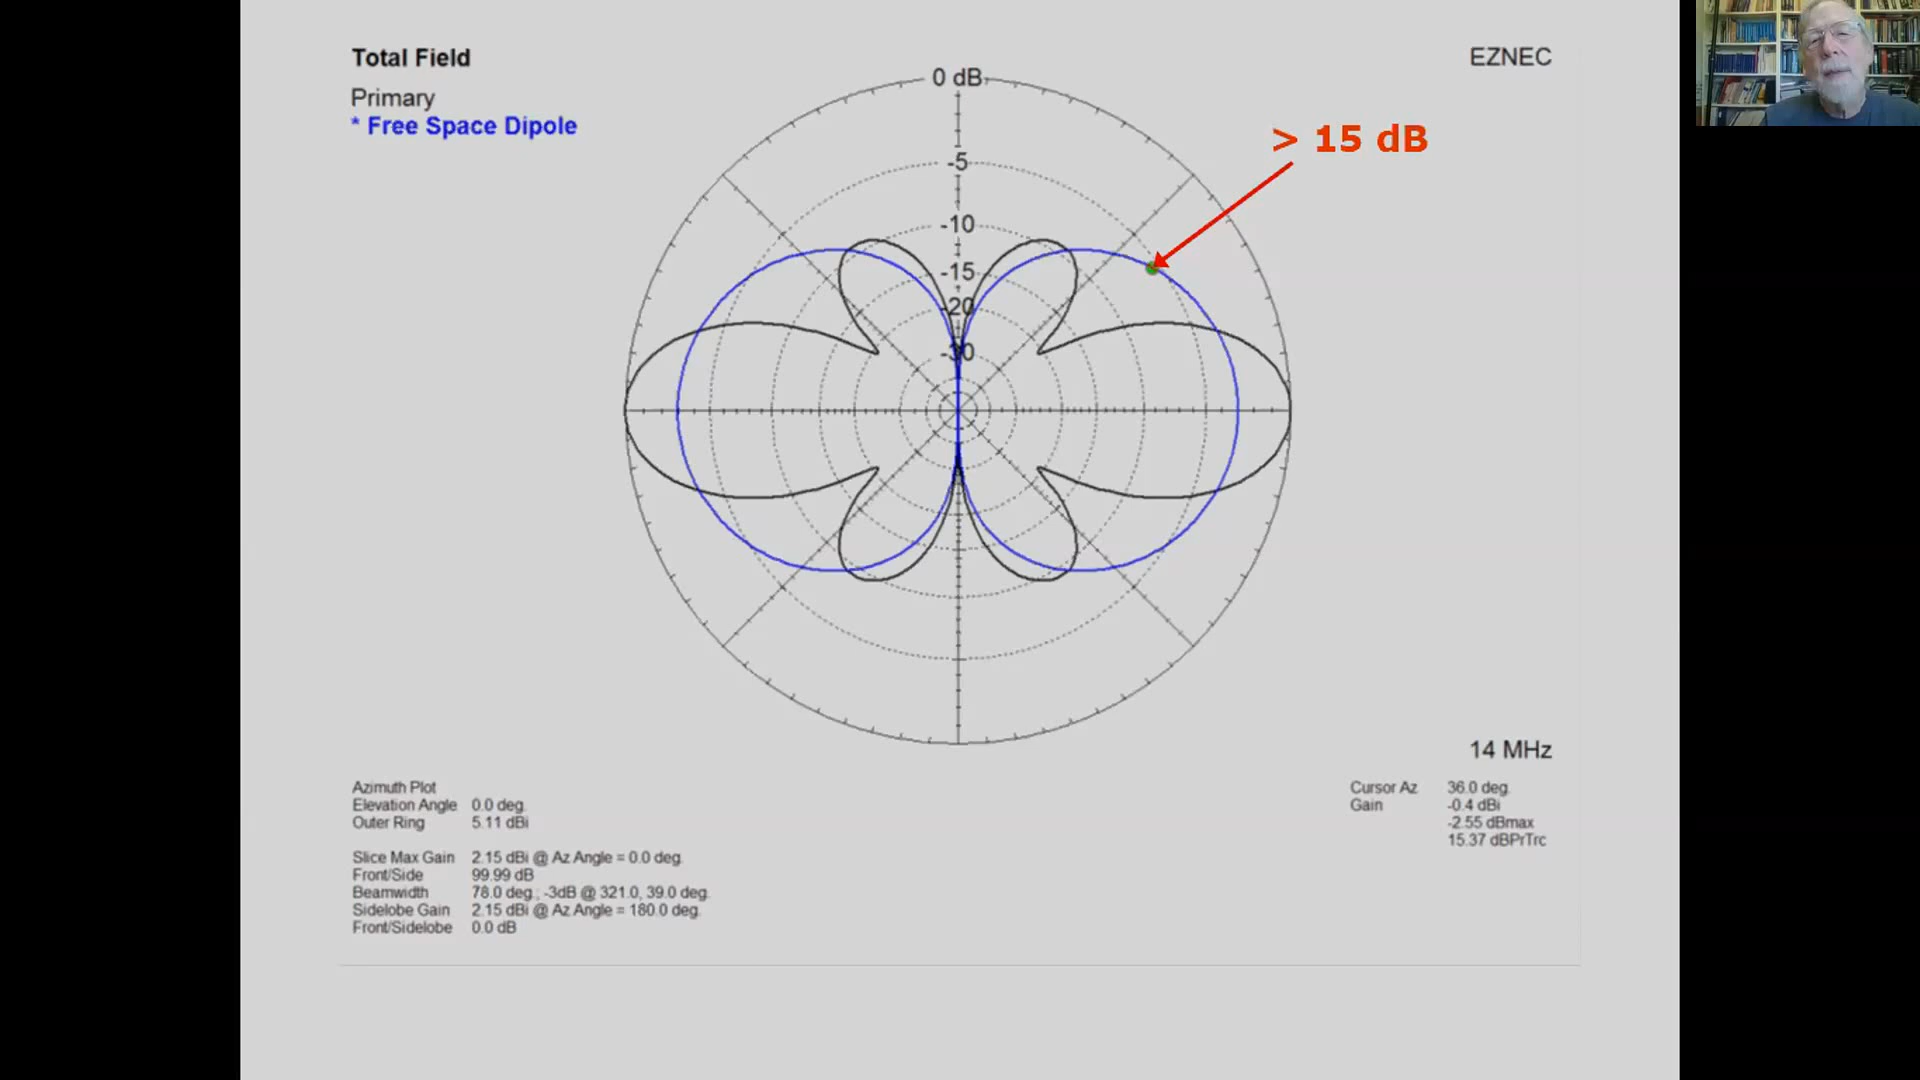 Total Field
EZNEC
Primary
* Free Space Dipole
0 dB
> 15 dB
-5
-10
-15
-20
-30
14 MHz
Azimuth Plot
Elevation Angle 0.0 deg.
Outer Ring 5.11 dBi
Slice Max Gain 2.15 dBi @ Az Angle = 0.0 deg.
Front/Side 99.99 dB
Beamwidth 78.0 deg.; -3dB @ 321.0, 39.0 deg.
Sidelobe Gain 2.15 dBi @ Az Angle = 180.0 deg.
Front/Sidelobe 0.0 dB
Cursor Az 36.0 deg.
Gain -0.4 dBi
-2.55 dBmax
15.37 dBPrTrc